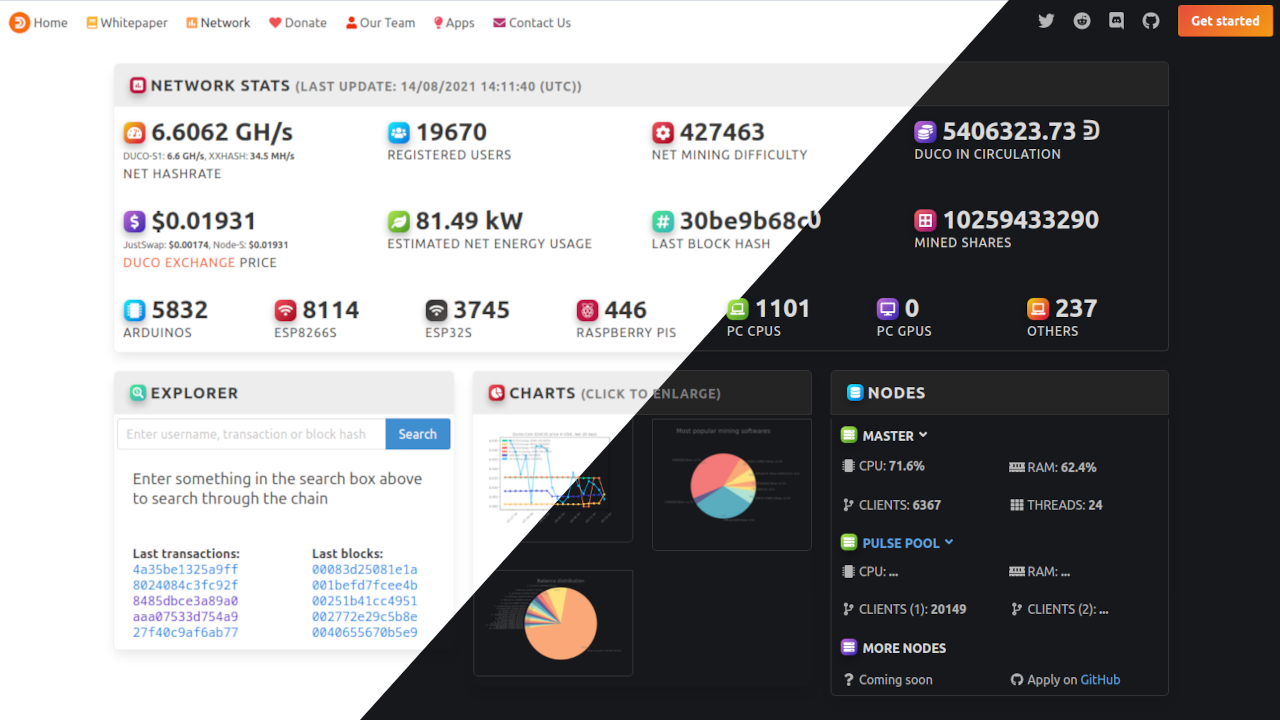 Home Whitepaper Network Donate Our Team Apps Contact Us Get started
NETWORK STATS (LAST UPDATE: 14/08/2021 14:11:40 (UTC))
6.6062 GH/s
DUCO-S1: 6.6 GH/s, XXHASH: 34.5 MH/s
NET HASHRATE
19670
REGISTERED USERS
427463
NET MINING DIFFICULTY
5406323.73
DUCO IN CIRCULATION
$0.01931
JustSwap: $0.00174, Node-S: $0.01931
DUCO EXCHANGE PRICE
81.49 kW
ESTIMATED NET ENERGY USAGE
30be9b68c0
LAST BLOCK HASH
10259433290
MINED SHARES
5832
ARDUINOS
8114
ESP8266S
3745
ESP32S
446
RASPBERRY PIS
1101
PC CPUS
0
PC GPUS
237
OTHERS
EXPLORER
Enter username, transaction or block hash Search
Enter something in the search box above
to search through the chain
Last transactions:
4a35be1325a9ff
8024084c3fc92f
8485dbce3a89a0
aaa07533d754a9
27f40c9af6ab77
Last blocks:
00083d25081e1a
001befd7fcee4b
00251b41cc4951
002772e29c5b8e
0040655670b5e9
CHARTS (CLICK TO ENLARGE)
Most popular mining softwares
Balance distribution
NODES
MASTER
CPU: 71.6% RAM: 62.4%
CLIENTS: 6367 THREADS: 24
PULSE POOL
CPU: ... RAM: ...
CLIENTS (1): 20149 CLIENTS (2): ...
MORE NODES
Coming soon Apply on GitHub